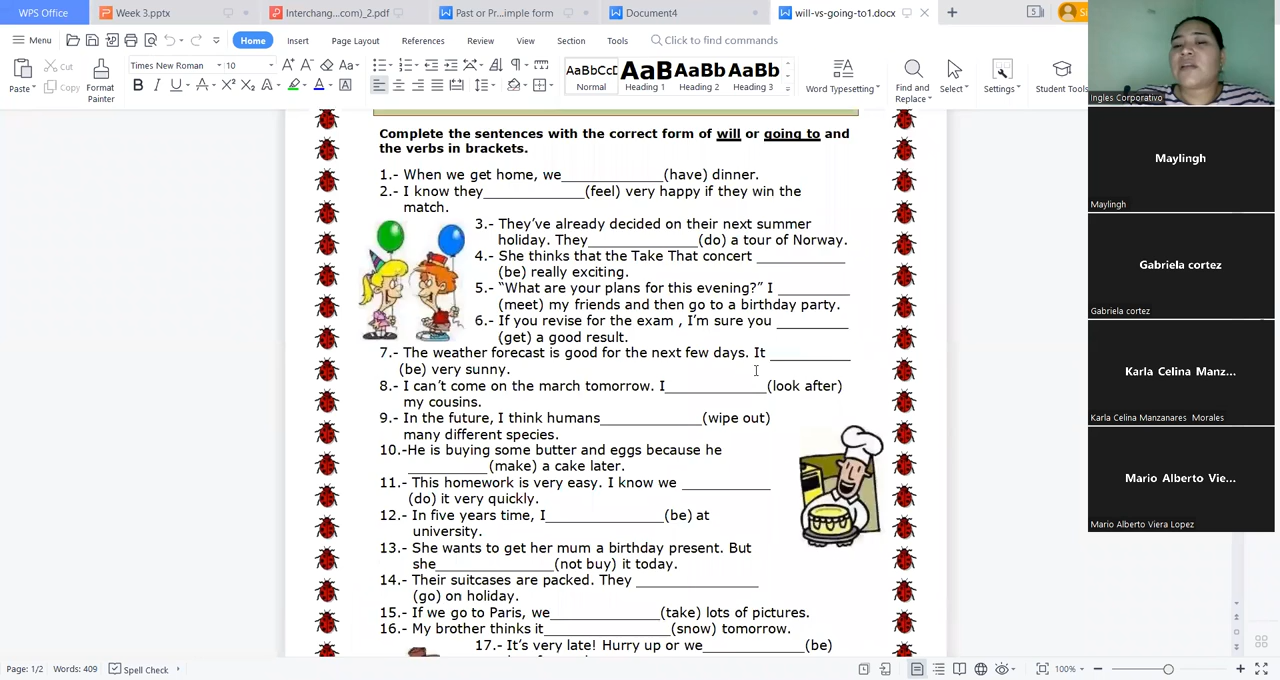 WPS Office
Week 3.pptx
Interchang...com)_2.pdf
Past or Pr...imple form
Document4
will-vs-going-to1.docx
Menu
Home
Insert
Page Layout
References
Review
View
Section
Tools
Click to find commands
Paste
Cut
Copy
Format Painter
Times New Roman
10
AaBbCcD
Normal
AaB
Heading 1
AaBb
Heading 2
AaBb
Heading 3
Word Typesetting
Find and Replace
Select
Settings
Student Tools
Complete the sentences with the correct form of will or going to and
the verbs in brackets.
1.- When we get home, we____________(have) dinner.
2.- I know they____________(feel) very happy if they win the
match.
3.- They’ve already decided on their next summer
holiday. They_____________(do) a tour of Norway.
4.- She thinks that the Take That concert __________
(be) really exciting.
5.- “What are your plans for this evening?” I ________
(meet) my friends and then go to a birthday party.
6.- If you revise for the exam , I’m sure you ________
(get) a good result.
7.- The weather forecast is good for the next few days. It _________
(be) very sunny.
8.- I can’t come on the march tomorrow. I____________(look after)
my cousins.
9.- In the future, I think humans____________(wipe out)
many different species.
10.-He is buying some butter and eggs because he
_________(make) a cake later.
11.- This homework is very easy. I know we __________
(do) it very quickly.
12.- In five years time, I______________(be) at
university.
13.- She wants to get her mum a birthday present. But
she______________(not buy) it today.
14.- Their suitcases are packed. They ______________
(go) on holiday.
15.- If we go to Paris, we_____________(take) lots of pictures.
16.- My brother thinks it_______________(snow) tomorrow.
17.- It’s very late! Hurry up or we____________(be)
Page: 1/2
Words: 409
Spell Check
100%
Ingles Corporativo
Maylingh
Maylingh
Gabriela cortez
Gabriela cortez
Karla Celina Manz...
Karla Celina Manzanares Morales
Mario Alberto Vie...
Mario Alberto Viera Lopez